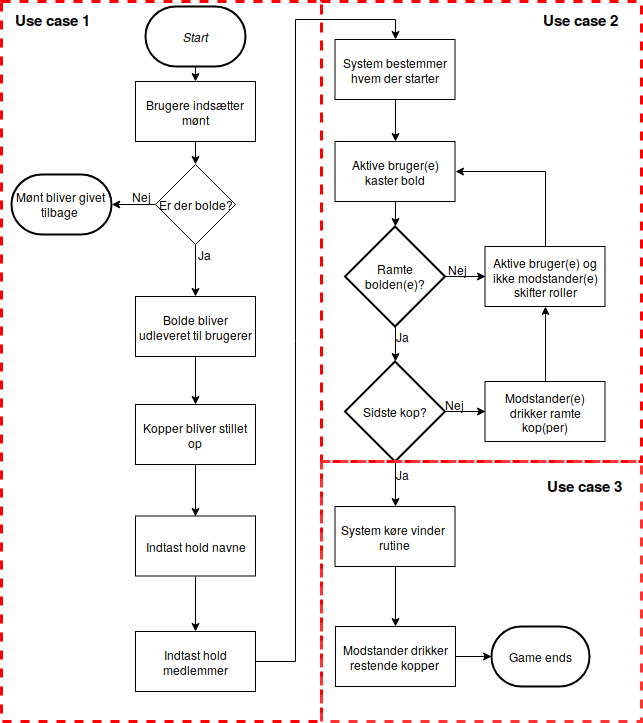 Use case 1
Start
Brugere indsætter
mønt
Er der bolde?
Nej
Mønt bliver givet
tilbage
Ja
Bolde bliver
udleveret til brugerer
Kopper bliver stillet
op
Indtast hold navne
Indtast hold
medlemmer
Use case 2
System bestemmer
hvem der starter
Aktive bruger(e)
kaster bold
Ramte
bolden(e)?
Nej
Aktive bruger(e) og
ikke modstander(e)
skifter roller
Ja
Sidste kop?
Nej
Modstander(e)
drikker ramte
kop(per)
Ja
Use case 3
System køre vinder
rutine
Modstander drikker
restende kopper
Game ends